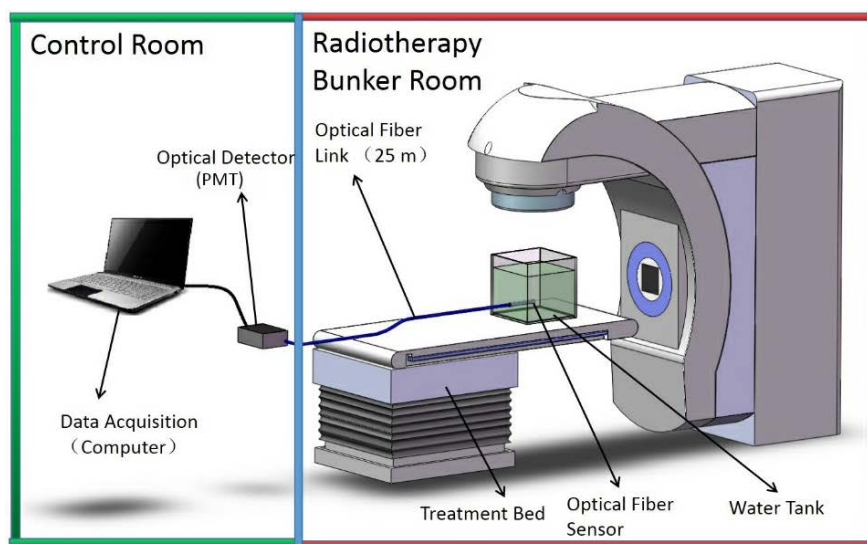 Control Room
Radiotherapy
Bunker Room
Optical Fiber
Link （25 m）
Optical Detector
(PMT)
Data Acquisition
（Computer）
Treatment Bed
Optical Fiber
Sensor
Water Tank